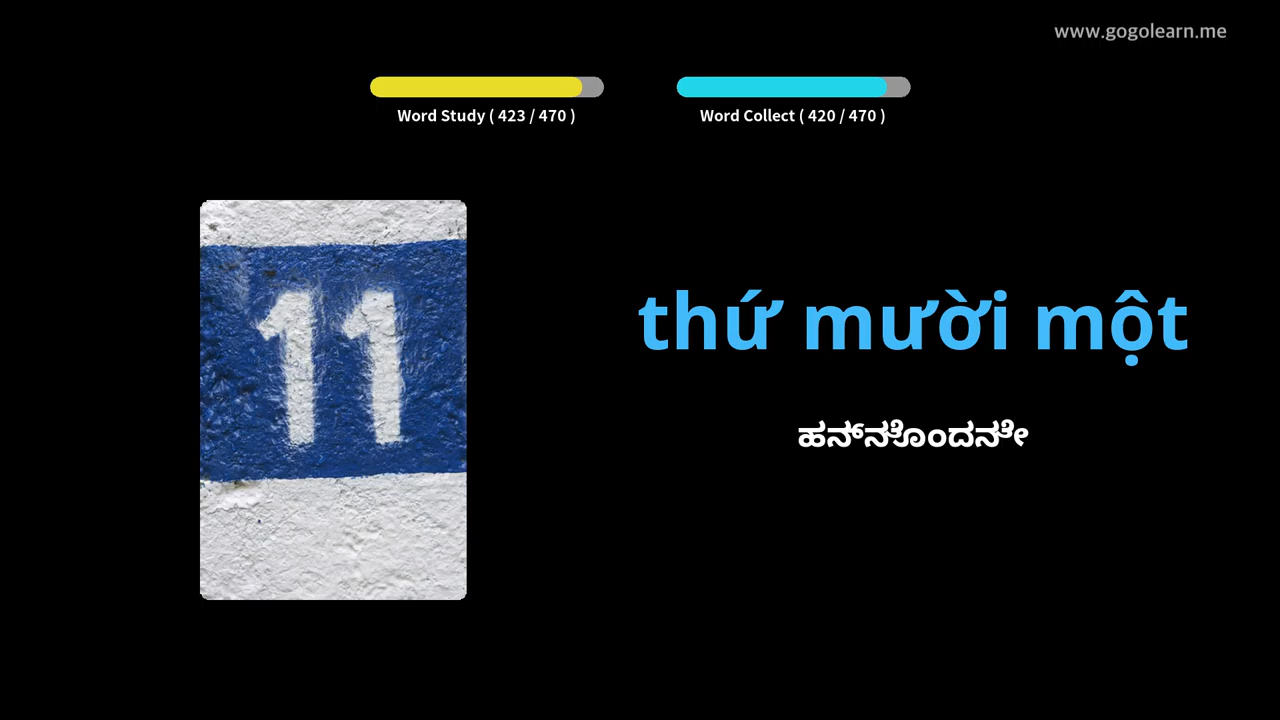 www.gogolearn.me
Word Study ( 423 / 470 )
Word Collect ( 420 / 470 )
11
thứ mười một
ಹನ್ನೊಂದನೇ